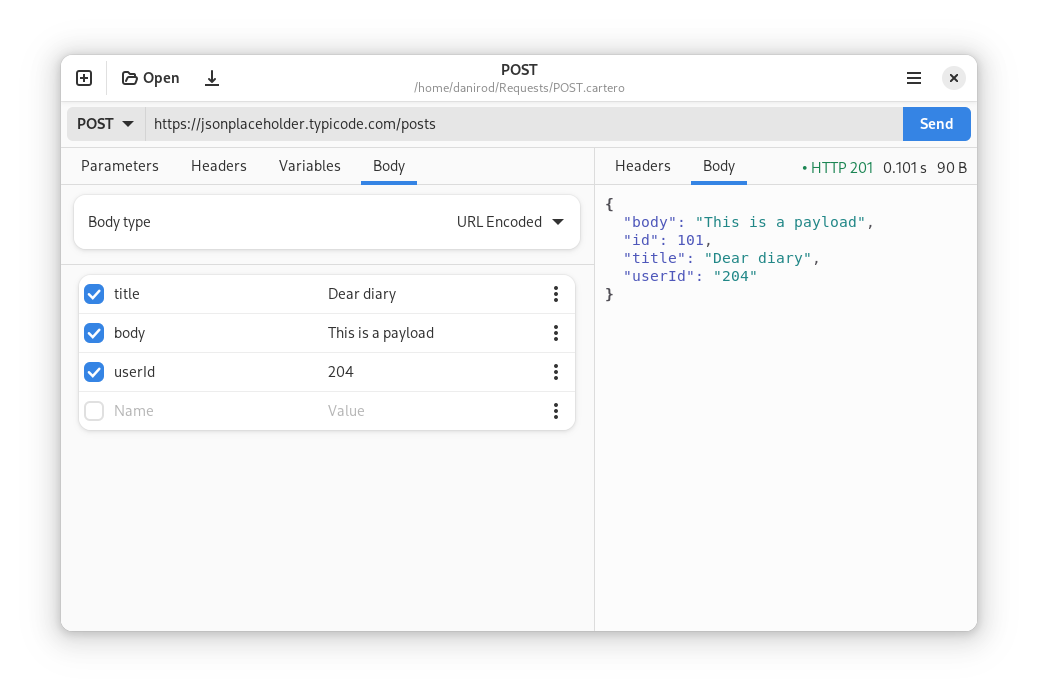 Open
POST
/home/danirod/Requests/POST.cartero
POST https://jsonplaceholder.typicode.com/posts Send
Parameters Headers Variables Body
Body type URL Encoded
title Dear diary
body This is a payload
userId 204
Name Value
Headers Body • HTTP 201 0.101 s 90 B
{
"body": "This is a payload",
"id": 101,
"title": "Dear diary",
"userId": "204"
}